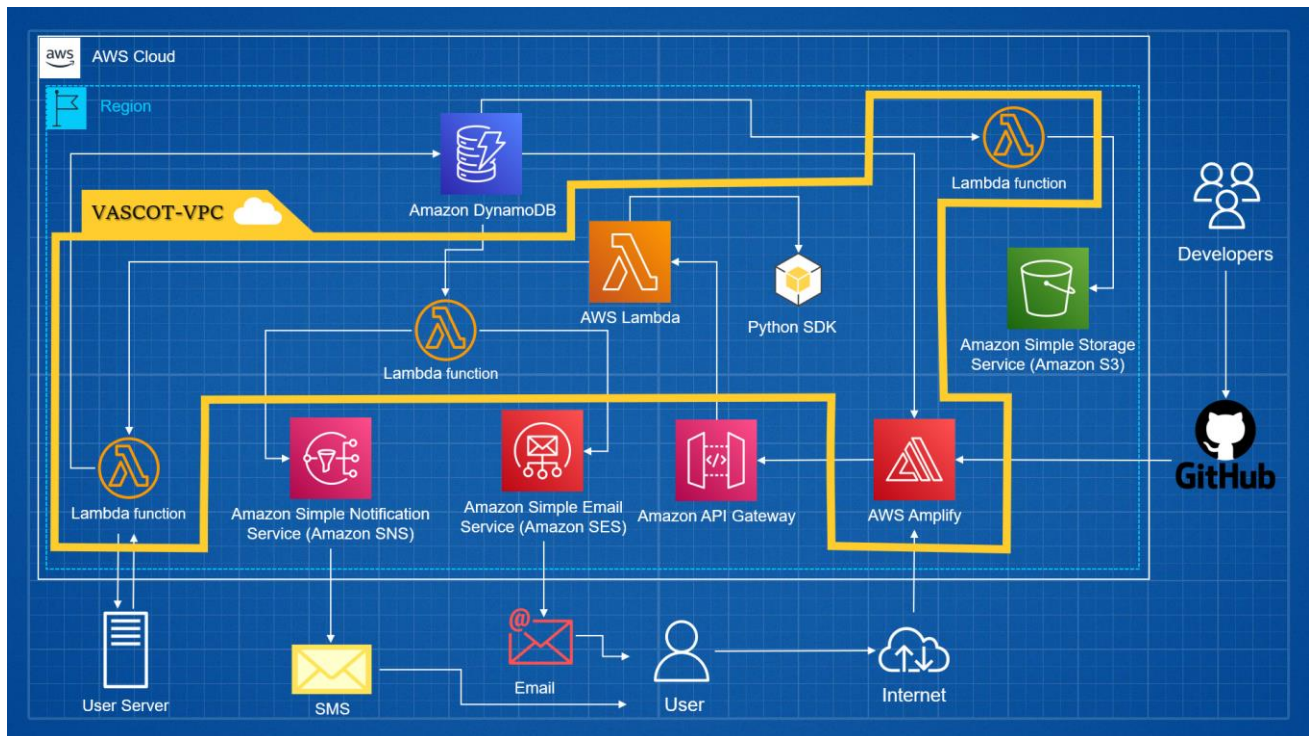 aws
AWS Cloud
Region
Lambda function
VASCOT-VPC
Amazon DynamoDB
Developers
AWS Lambda
Python SDK
Amazon Simple Storage
Service (Amazon S3)
Lambda function
GitHub
Lambda function
Amazon Simple Notification
Service (Amazon SNS)
Amazon Simple Email
Service (Amazon SES)
</>
Amazon API Gateway
AWS Amplify
User Server
SMS
@
Email
User
Internet